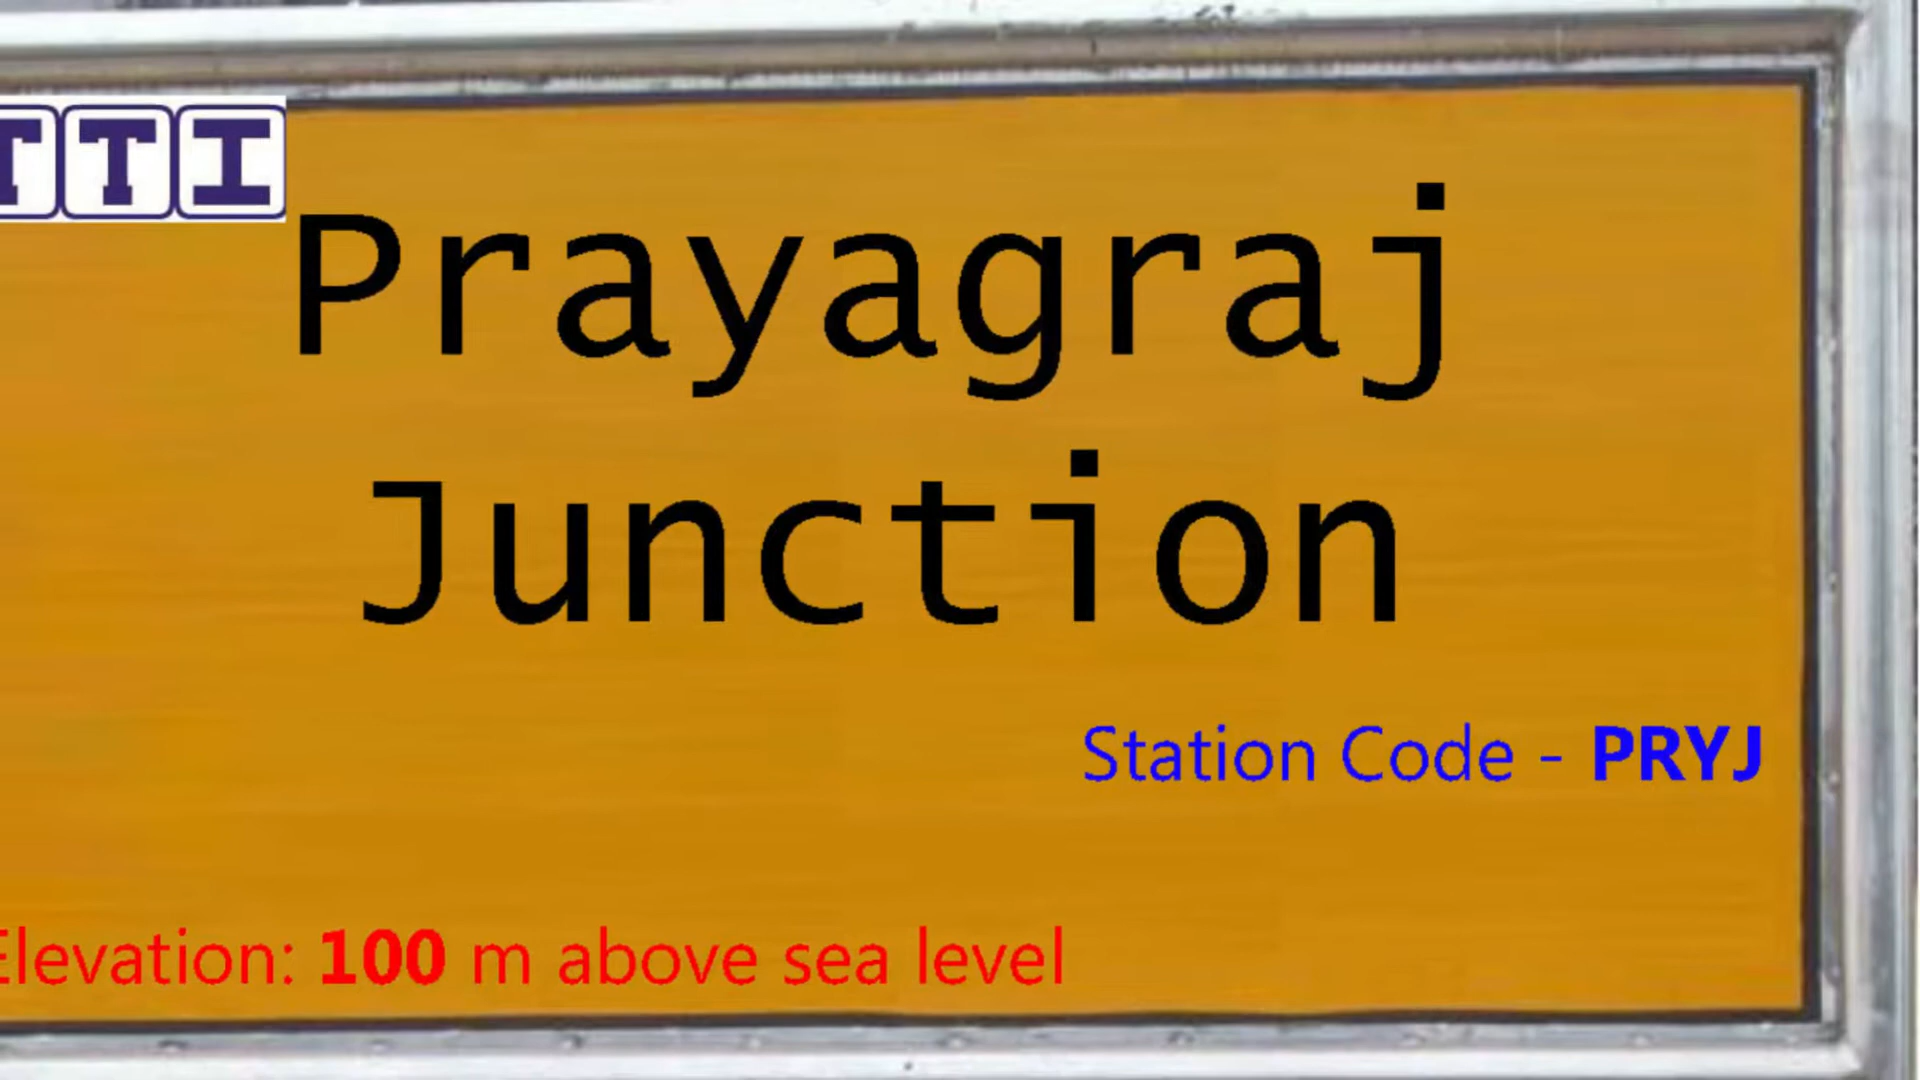 TTI
Prayagraj
Junction
Station Code - PRYJ
Elevation: 100 m above sea level